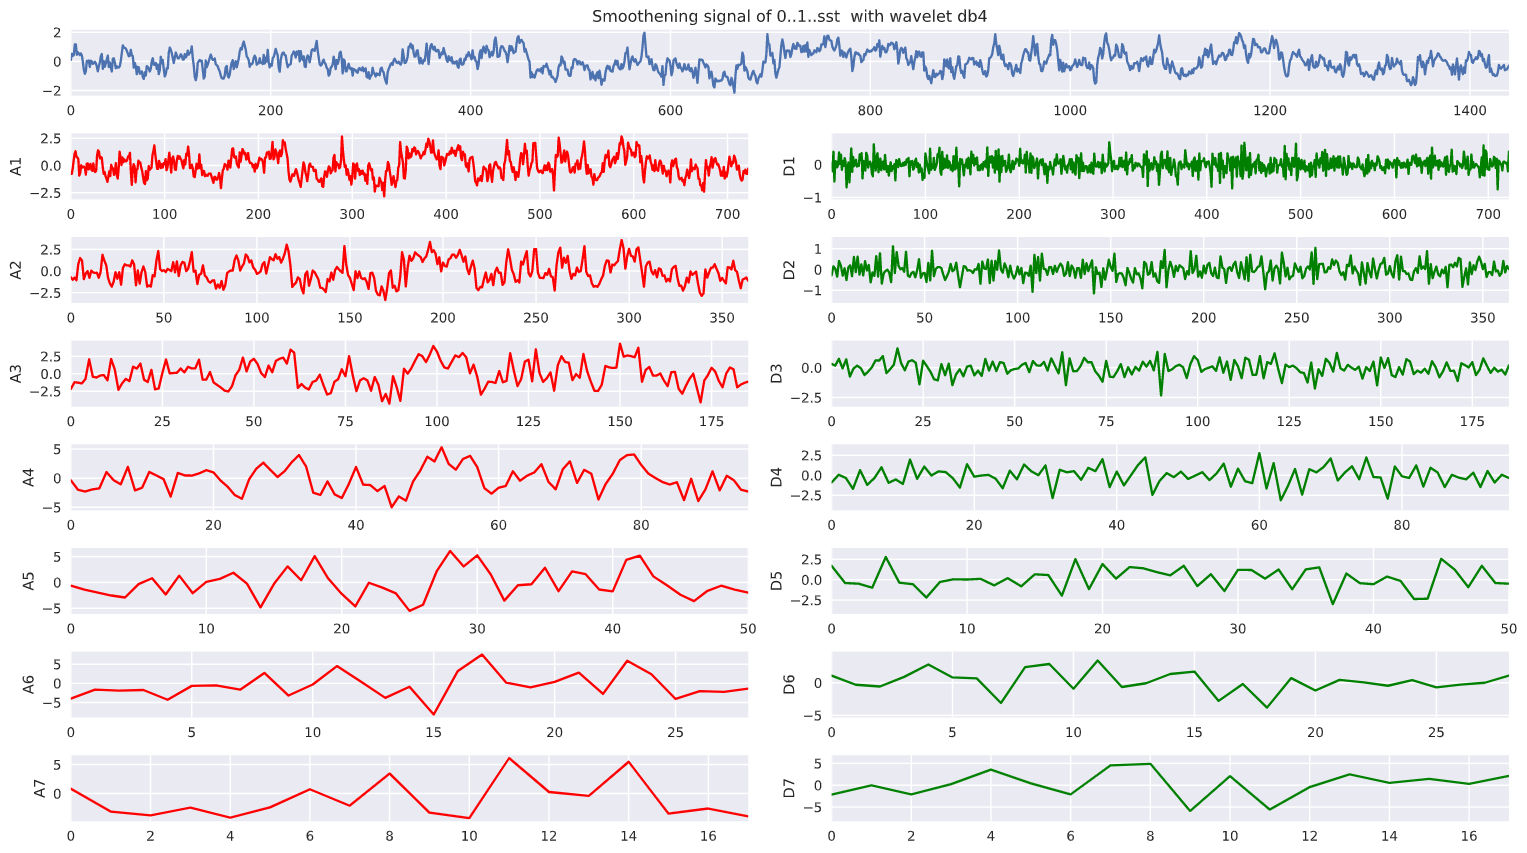 Smoothening signal of 0..1..sst  with wavelet db4
2
0
−2
0 200 400 600 800 1000 1200 1400
A1
2.5
0.0
−2.5
0 100 200 300 400 500 600 700
D1
0
−1
0 100 200 300 400 500 600 700
A2
2.5
0.0
−2.5
0 50 100 150 200 250 300 350
D2
1
0
−1
0 50 100 150 200 250 300 350
A3
2.5
0.0
−2.5
0 25 50 75 100 125 150 175
D3
0.0
−2.5
0 25 50 75 100 125 150 175
A4
5
0
−5
0 20 40 60 80
D4
2.5
0.0
−2.5
0 20 40 60 80
A5
5
0
−5
0 10 20 30 40 50
D5
2.5
0.0
−2.5
0 10 20 30 40 50
A6
5
0
−5
0 5 10 15 20 25
D6
0
−5
0 5 10 15 20 25
A7
5
0
0 2 4 6 8 10 12 14 16
D7
5
0
−5
0 2 4 6 8 10 12 14 16